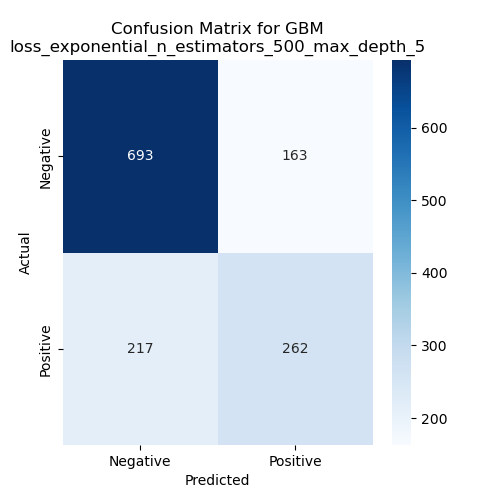 Confusion Matrix for GBM
loss_exponential_n_estimators_500_max_depth_5
Negative
693
163
600
500
Actual
400
Positive
217
262
300
200
Negative
Positive
Predicted